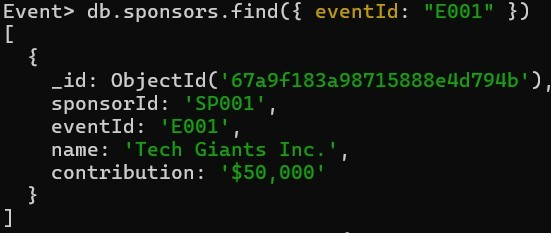 Event> db.sponsors.find({ eventId: "E001" })
[
  {
    _id: ObjectId('67a9f183a98715888e4d794b'),
    sponsorId: 'SP001',
    eventId: 'E001',
    name: 'Tech Giants Inc.',
    contribution: '$50,000'
  }
]